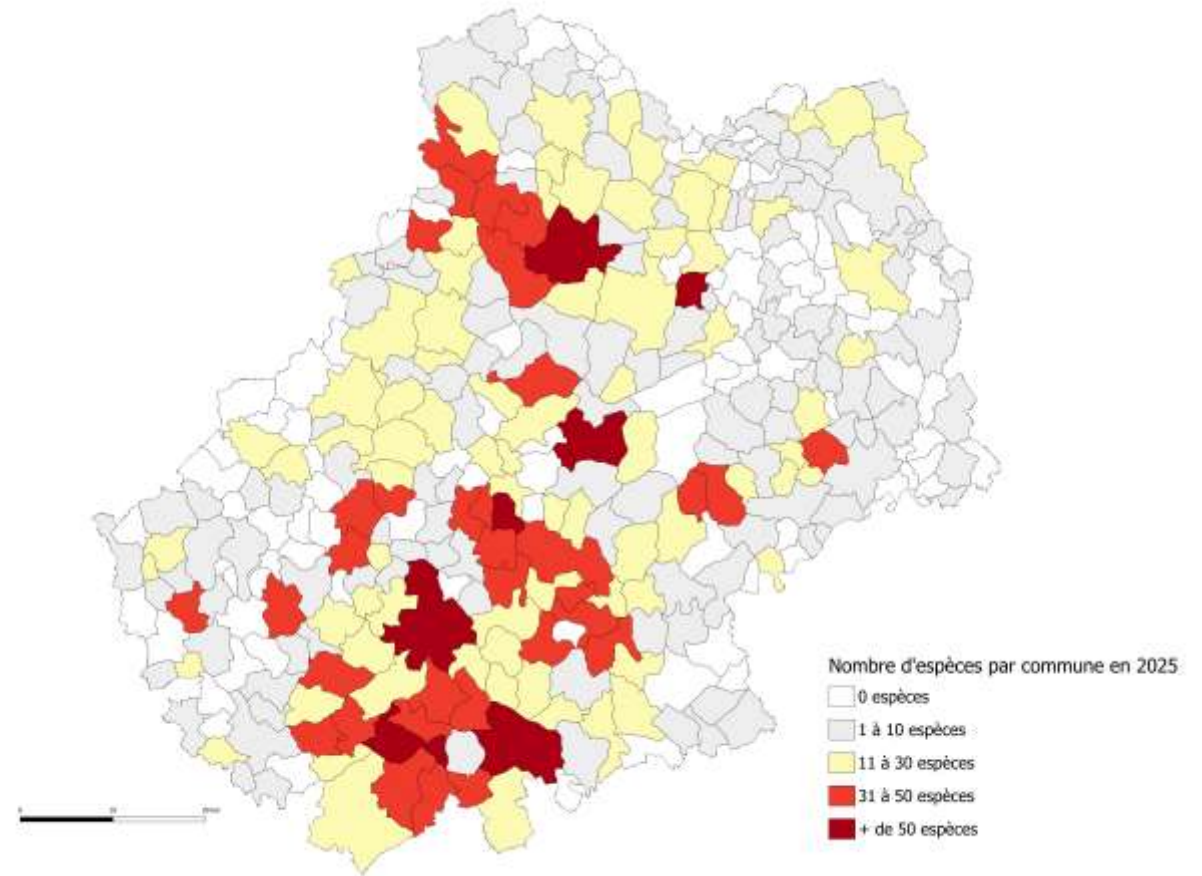 Nombre d'espèces par commune en 2025
0 espèces
1 à 10 espèces
11 à 30 espèces
31 à 50 espèces
+ de 50 espèces